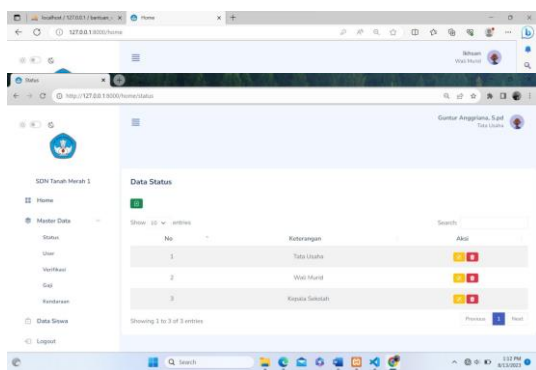 localhost / 127.0.0.1 / bantuan_s
Home
127.0.0.1:8000/home
Ikhsan
Wali Murid
Status
http://127.0.0.1:8000/home/status
Guntur Anggriana, S.pd
Tata Usaha
SDN Tanah Merah 1
Home
Master Data
Status
User
Verifikasi
Gaji
Kendaraan
Data Siswa
Logout
Data Status
Show 10 entries
Search:
No Keterangan Aksi
1 Tata Usaha
2 Wali Murid
3 Kepala Sekolah
Showing 1 to 3 of 3 entries
Previous 1 Next
Search
1:12 PM
8/13/2023